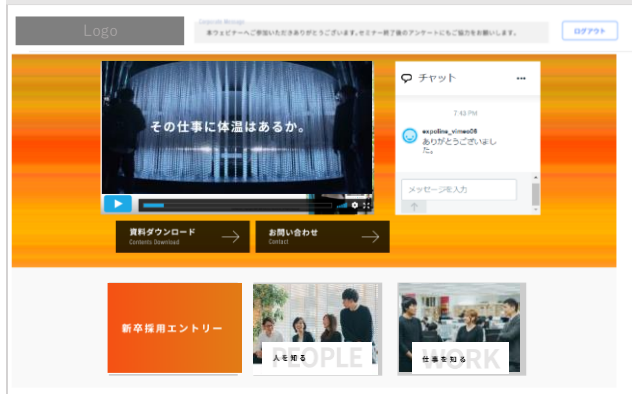 Logo
Corporate Message
本ウェビナーへご参加いただきありがとうございます。セミナー終了後のアンケートにもご協力をお願いします。
ログアウト
その仕事に体温はあるか。
チャット
7:43 PM
expoline_vimeo08
ありがとうございまし
た。
メッセージを入力
資料ダウンロード
Contents Download
お問い合わせ
Contact
新卒採用エントリー
PEOPLE
人を知る
WORK
仕事を知る